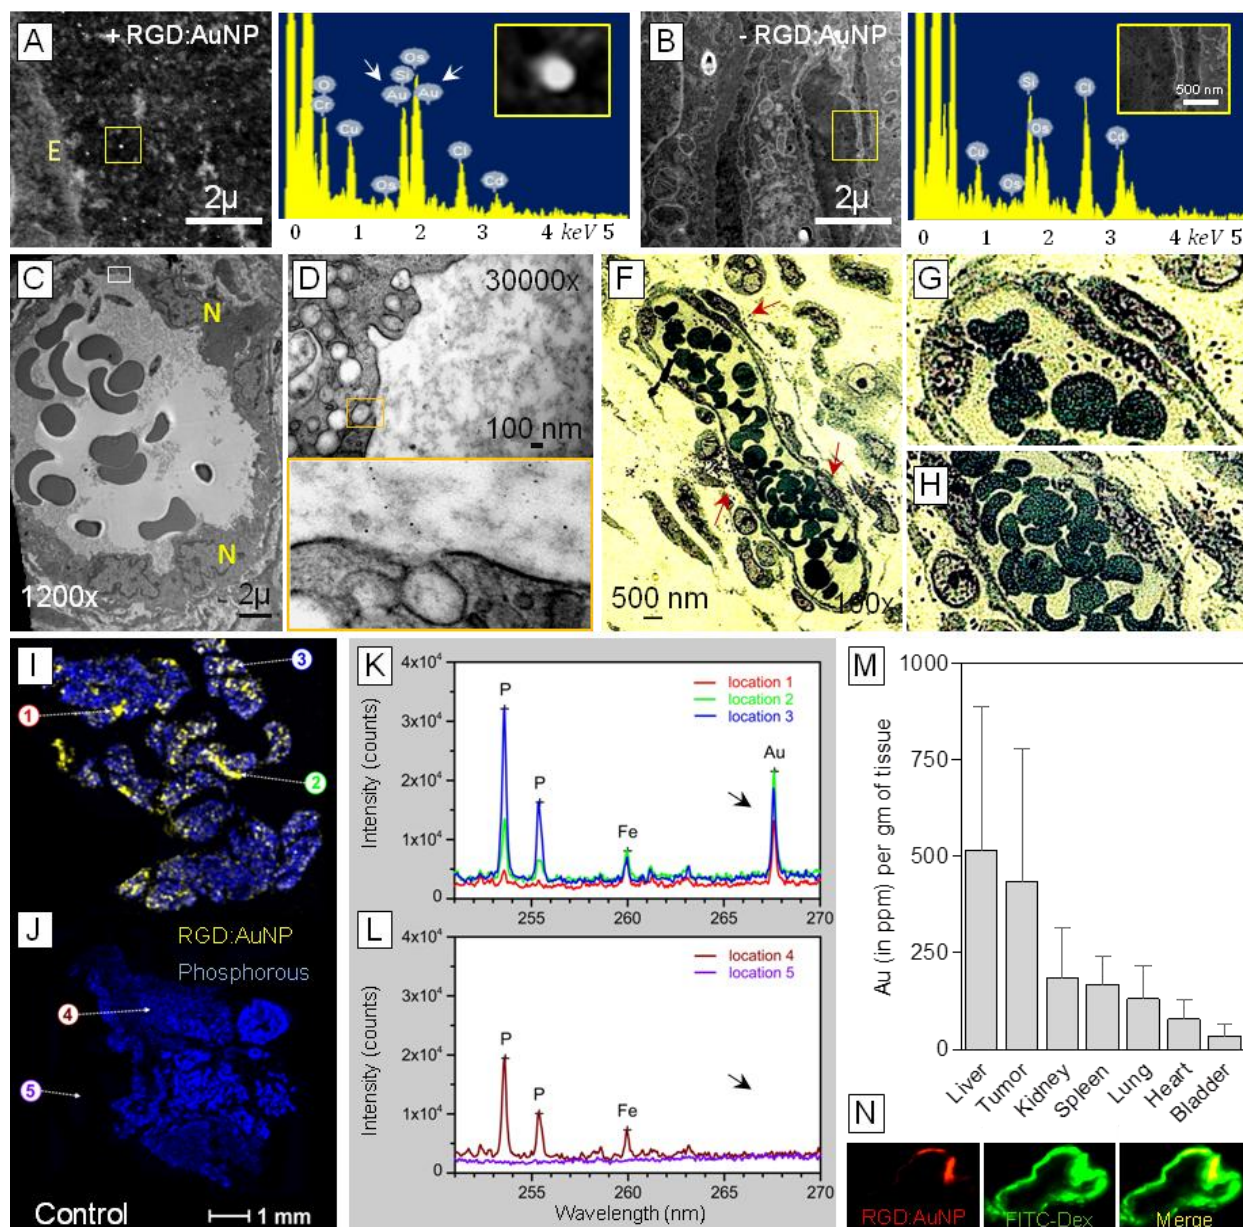 A
+ RGD:AuNP
E
2μ
O
Cr
Cu
Os
Si
Au
Os
Au
Cl
Cd
0 1 2 3 4 keV 5
B
- RGD:AuNP
2μ
500 nm
Cu
Os
Si
Os
Cl
Cd
0 1 2 3 4 keV 5
C
N
N
1200x
2μ
D
30000x
100 nm
F
500 nm
100x
G
H
I
1
2
3
J
RGD:AuNP
Phosphorous
4
5
Control
1 mm
K
Intensity (counts)
4x10⁴
3x10⁴
2x10⁴
1x10⁴
0
P
P
Fe
Au
location 1
location 2
location 3
255 260 265 270
L
Intensity (counts)
4x10⁴
3x10⁴
2x10⁴
1x10⁴
0
P
P
Fe
location 4
location 5
255 260 265 270
Wavelength (nm)
M
Au (in ppm) per gm of tissue
1000
750
500
250
0
Liver
Tumor
Kidney
Spleen
Lung
Heart
Bladder
N
RGD:AuNP
FITC-Dex
Merge